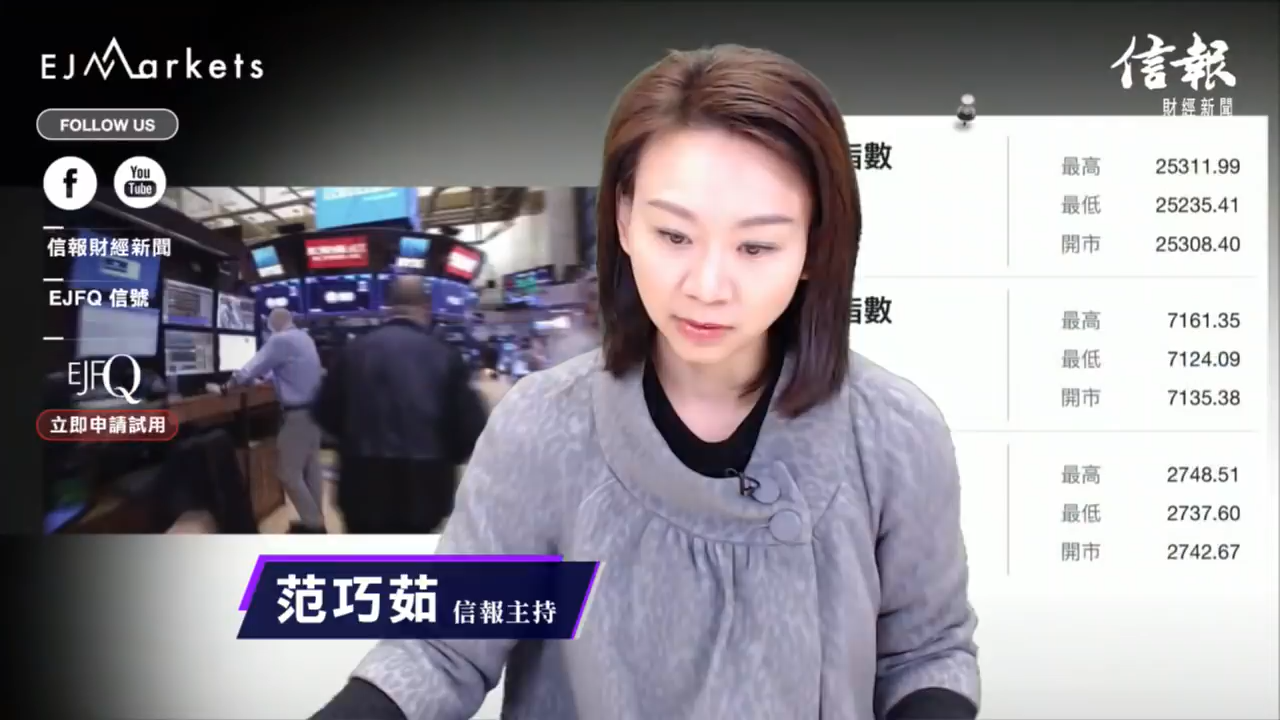 EJMarkets
FOLLOW US
f
You
Tube
信報財經新聞
EJFQ 信號
EJFQ
立即申請試用
信報
財經新聞
指數
最高 25311.99
最低 25235.41
開市 25308.40
指數
最高 7161.35
最低 7124.09
開市 7135.38
最高 2748.51
最低 2737.60
開市 2742.67
范巧茹 信報主持